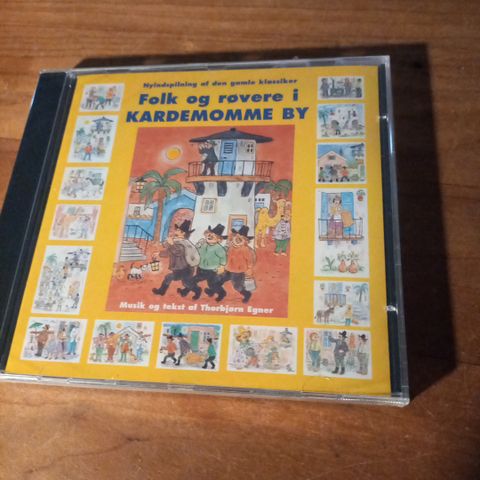 Nyindspilning af den gamle klassiker
Folk og røvere i
KARDEMOMME BY
Musik og tekst af Thorbjørn Egner